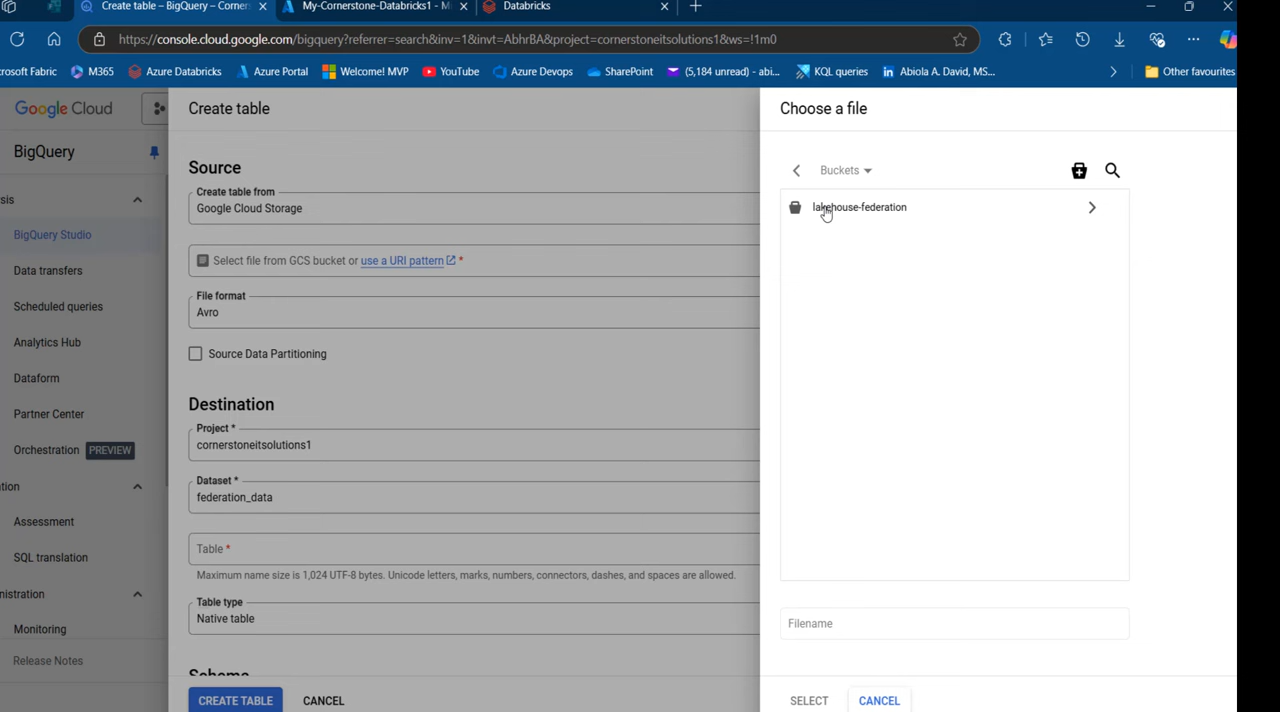 Create table – BigQuery – Corner
My-Cornerstone-Databricks1 - M
Databricks
https://console.cloud.google.com/bigquery?referrer=search&inv=1&invt=AbhrBA&project=cornerstoneitsolutions1&ws=!1m0
rosoft Fabric
M365
Azure Databricks
Azure Portal
Welcome! MVP
YouTube
Azure Devops
SharePoint
(5,184 unread) - abi...
KQL queries
Abiola A. David, MS...
Other favourites
Google Cloud
Create table
Choose a file
BigQuery
Source
Buckets
sis
Create table from
Google Cloud Storage
lakehouse-federation
BigQuery Studio
Select file from GCS bucket or use a URI pattern *
Data transfers
File format
Avro
Scheduled queries
Analytics Hub
Source Data Partitioning
Dataform
Destination
Partner Center
Project *
cornerstoneitsolutions1
Orchestration PREVIEW
Dataset *
federation_data
tion
Assessment
Table *
SQL translation
Maximum name size is 1,024 UTF-8 bytes. Unicode letters, marks, numbers, connectors, dashes, and spaces are allowed.
nistration
Table type
Native table
Monitoring
Filename
Release Notes
Schema
CREATE TABLE
CANCEL
SELECT
CANCEL